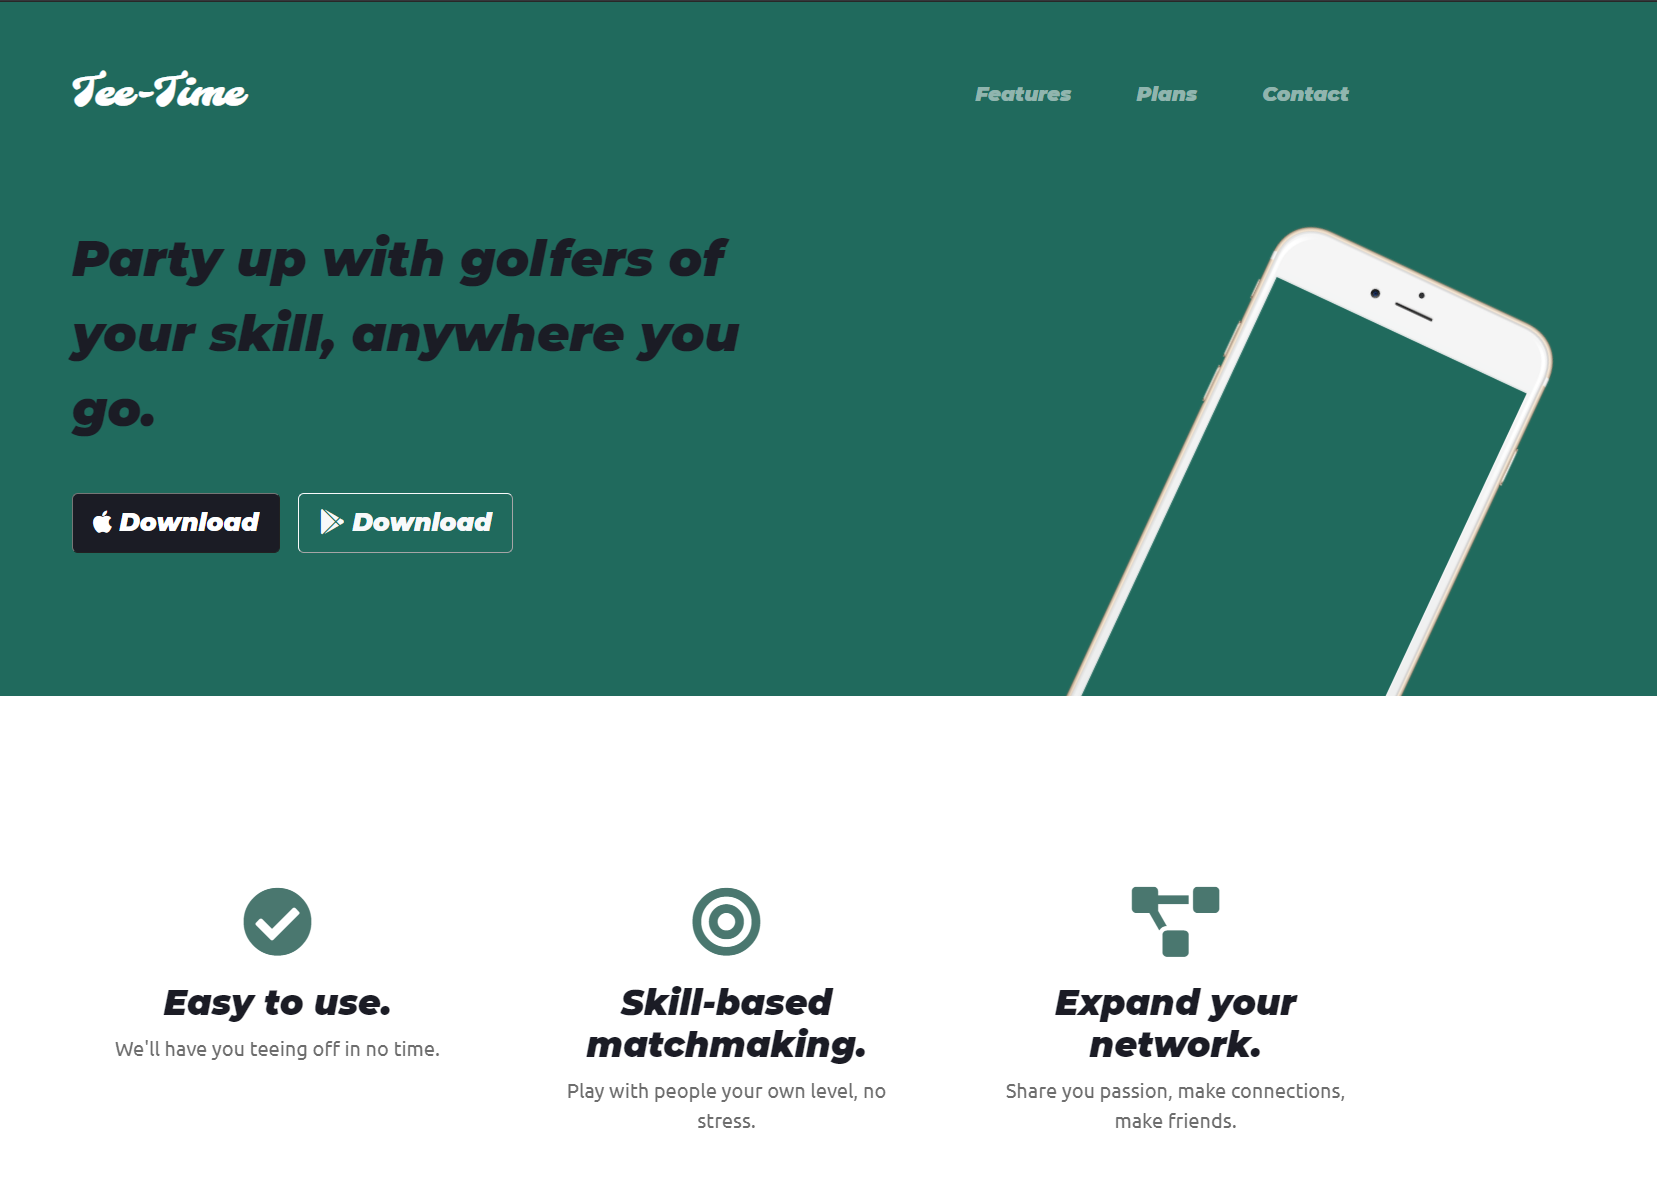 Tee-Time
Features
Plans
Contact
Party up with golfers of
your skill, anywhere you
go.
Download
Download
Easy to use.
We'll have you teeing off in no time.
Skill-based
matchmaking.
Play with people your own level, no
stress.
Expand your
network.
Share you passion, make connections,
make friends.